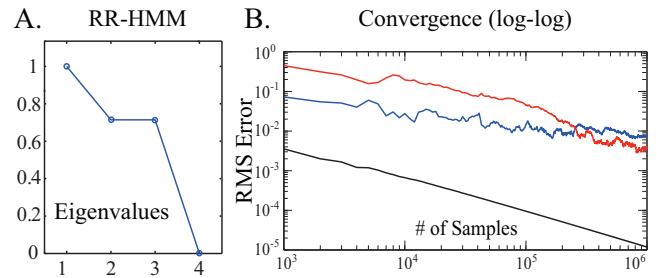 A. RR-HMM
1
0.8
0.6
0.4
0.2
0
Eigenvalues
1 2 3 4
B. Convergence (log-log)
RMS Error
10^0
10^-1
10^-2
10^-3
10^-4
10^-5
# of Samples
10^3 10^4 10^5 10^6